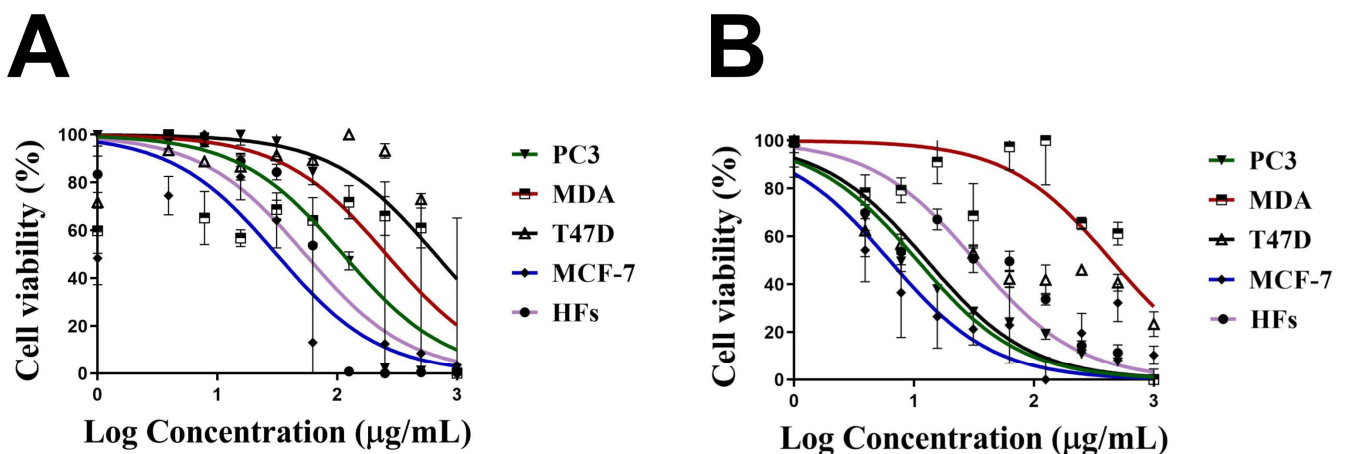 A
B
Cell viability (%)
100
80
60
40
20
0
0 1 2 3
Log Concentration (μg/mL)
PC3
MDA
T47D
MCF-7
HFs
Cell viability (%)
100
80
60
40
20
0
0 1 2 3
Log Concentration (μg/mL)
PC3
MDA
T47D
MCF-7
HFs